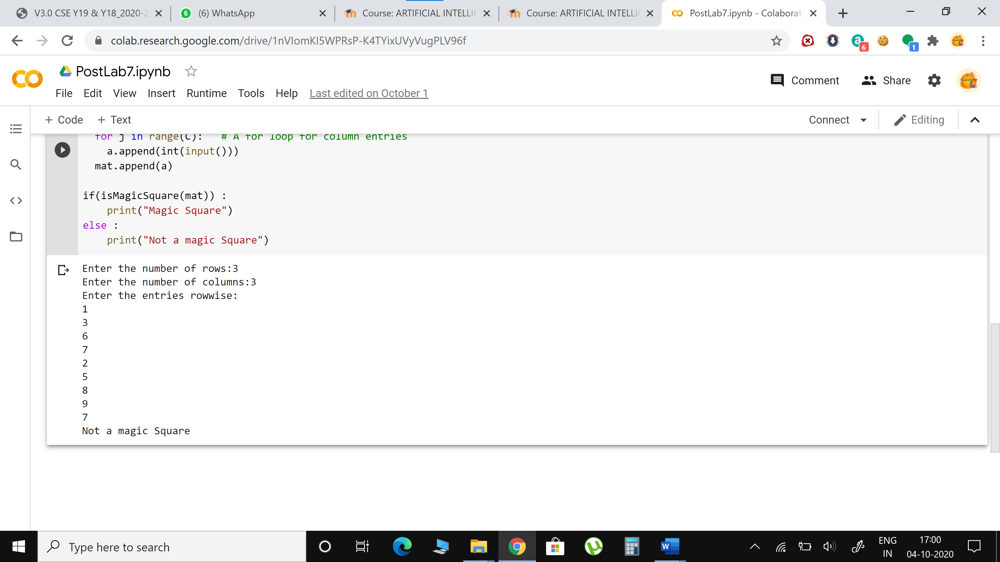 V3.0 CSE Y19 & Y18_2020-2
6 (6) WhatsApp
Course: ARTIFICIAL INTELLIC
Course: ARTIFICIAL INTELLIC
PostLab7.ipynb - Colaborat
colab.research.google.com/drive/1nVIomKI5WPRsP-K4TYixUVyVugPLV96f
a 6
1
PostLab7.ipynb
Comment
Share
File Edit View Insert Runtime Tools Help Last edited on October 1
+ Code + Text
Connect
Editing
for j in range(C): # A for loop for column entries
a.append(int(input()))
mat.append(a)
if(isMagicSquare(mat)) :
print("Magic Square")
else :
print("Not a magic Square")
Enter the number of rows:3
Enter the number of columns:3
Enter the entries rowwise:
1
3
6
7
2
5
8
9
7
Not a magic Square
Type here to search
W
ENG
IN
17:00
04-10-2020